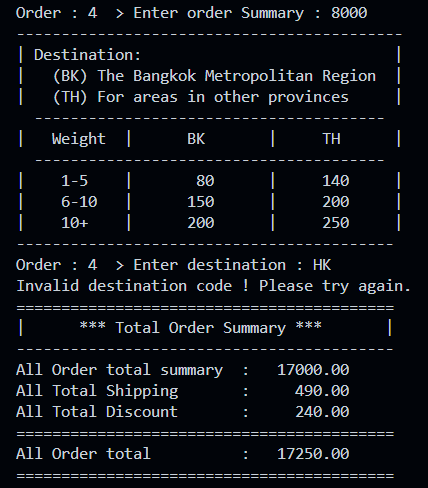 Order : 4  > Enter order Summary : 8000
-------------------------------------------
| Destination:                            |
|   (BK) The Bangkok Metropolitan Region  |
|   (TH) For areas in other provinces     |
  ---------------------------------------
|   Weight  |      BK       |     TH      |
  ---------------------------------------
|    1-5    |       80      |     140     |
|    6-10   |      150      |     200     |
|    10+    |      200      |     250     |
------------------------------------------
Order : 4  > Enter destination : HK
Invalid destination code ! Please try again.
==========================================
|      *** Total Order Summary ***       |
------------------------------------------
All Order total summary  :   17000.00
All Total Shipping       :     490.00
All Total Discount       :     240.00
==========================================
All Order total          :   17250.00
==========================================